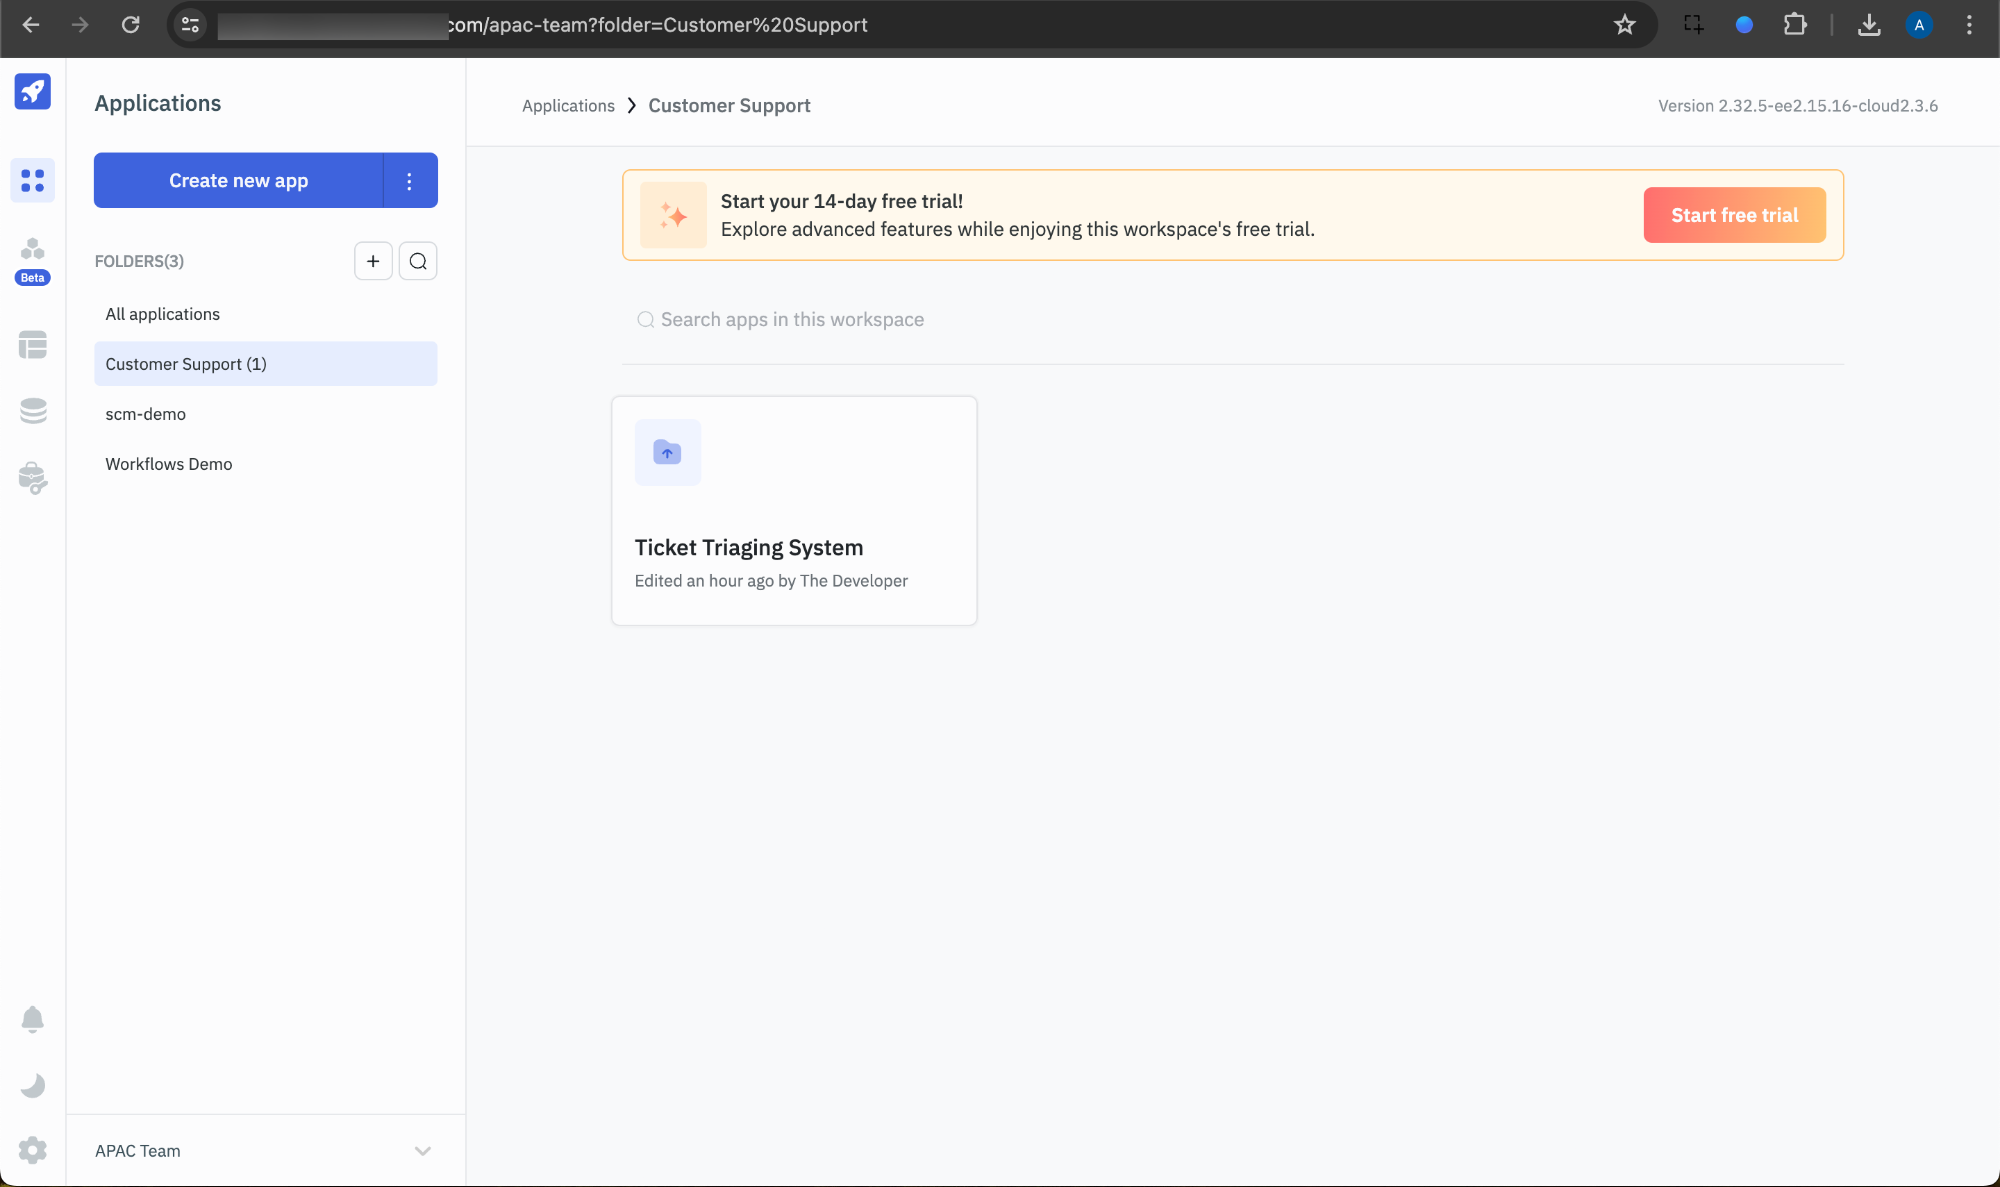 com/apac-team?folder=Customer%20Support
A
Applications
Applications
Customer Support
Version 2.32.5-ee2.15.16-cloud2.3.6
Create new app
Start your 14-day free trial!
Explore advanced features while enjoying this workspace's free trial.
Start free trial
FOLDERS(3)
Beta
All applications
Customer Support (1)
scm-demo
Workflows Demo
Search apps in this workspace
Ticket Triaging System
Edited an hour ago by The Developer
APAC Team